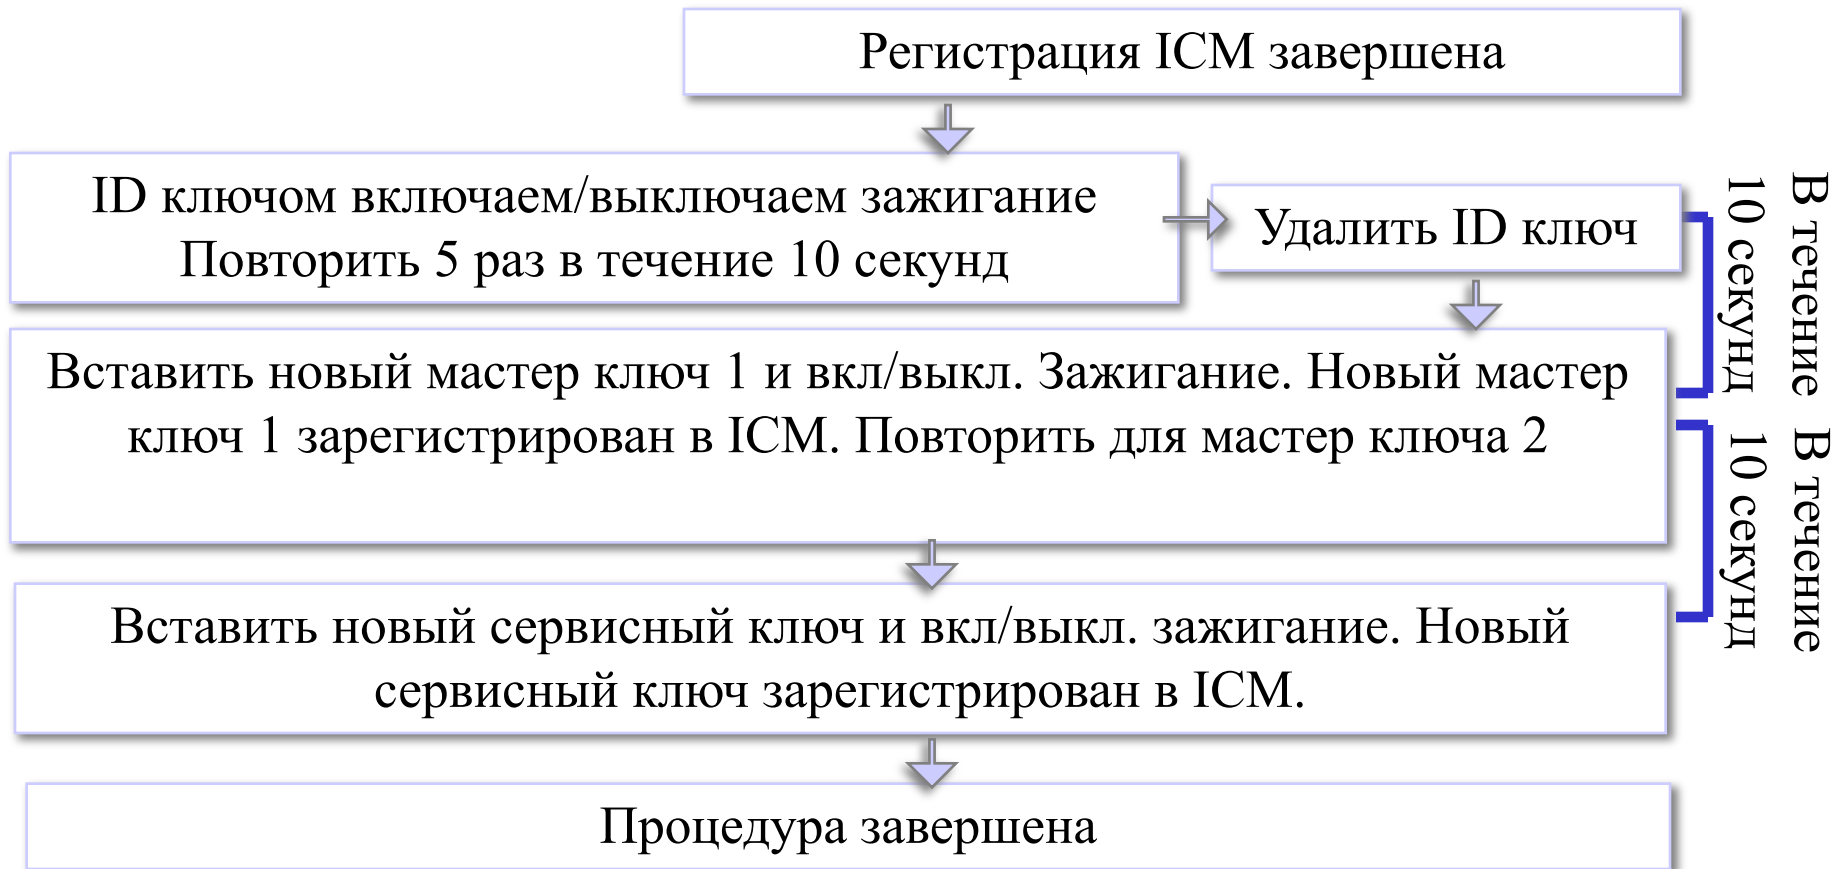 Регистрация ICM завершена
ID ключом включаем/выключаем зажигание
Повторить 5 раз в течение 10 секунд
Удалить ID ключ
В течение
10 секунд
Вставить новый мастер ключ 1 и вкл/выкл. Зажигание. Новый мастер
ключ 1 зарегистрирован в ICM. Повторить для мастер ключа 2
В течение
10 секунд
Вставить новый сервисный ключ и вкл/выкл. зажигание. Новый
сервисный ключ зарегистрирован в ICM.
Процедура завершена